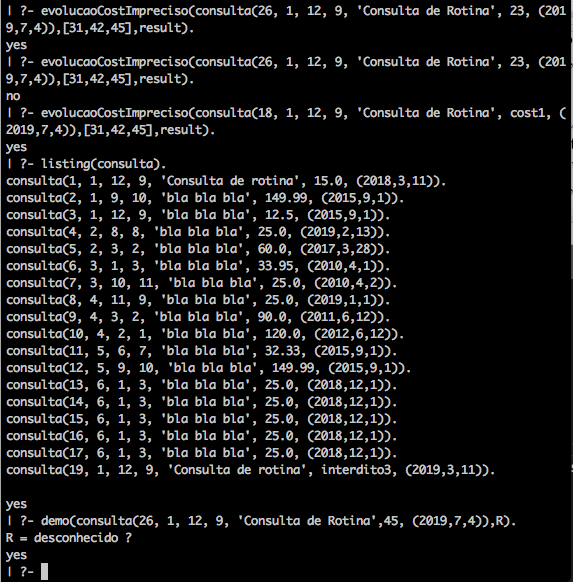 | ?- evolucaoCostImpreciso(consulta(26, 1, 12, 9, 'Consulta de Rotina', 23, (201
9,7,4)),[31,42,45],result).
yes
| ?- evolucaoCostImpreciso(consulta(26, 1, 12, 9, 'Consulta de Rotina', 23, (201
9,7,4)),[31,42,45],result).
no
| ?- evolucaoCostImpreciso(consulta(18, 1, 12, 9, 'Consulta de Rotina', cost1, (
2019,7,4)),[31,42,45],result).
yes
| ?- listing(consulta).
consulta(1, 1, 12, 9, 'Consulta de rotina', 15.0, (2018,3,11)).
consulta(2, 1, 9, 10, 'bla bla bla', 149.99, (2015,9,1)).
consulta(3, 1, 12, 9, 'bla bla bla', 12.5, (2015,9,1)).
consulta(4, 2, 8, 8, 'bla bla bla', 25.0, (2019,2,13)).
consulta(5, 2, 3, 2, 'bla bla bla', 60.0, (2017,3,28)).
consulta(6, 3, 1, 3, 'bla bla bla', 33.95, (2010,4,1)).
consulta(7, 3, 10, 11, 'bla bla bla', 25.0, (2010,4,2)).
consulta(8, 4, 11, 9, 'bla bla bla', 25.0, (2019,1,1)).
consulta(9, 4, 3, 2, 'bla bla bla', 90.0, (2011,6,12)).
consulta(10, 4, 2, 1, 'bla bla bla', 120.0, (2012,6,12)).
consulta(11, 5, 6, 7, 'bla bla bla', 32.33, (2015,9,1)).
consulta(12, 5, 9, 10, 'bla bla bla', 149.99, (2015,9,1)).
consulta(13, 6, 1, 3, 'bla bla bla', 25.0, (2018,12,1)).
consulta(14, 6, 1, 3, 'bla bla bla', 25.0, (2018,12,1)).
consulta(15, 6, 1, 3, 'bla bla bla', 25.0, (2018,12,1)).
consulta(16, 6, 1, 3, 'bla bla bla', 25.0, (2018,12,1)).
consulta(17, 6, 1, 3, 'bla bla bla', 25.0, (2018,12,1)).
consulta(19, 1, 12, 9, 'Consulta de rotina', interdito3, (2019,3,11)).
yes
| ?- demo(consulta(26, 1, 12, 9, 'Consulta de Rotina',45, (2019,7,4)),R).
R = desconhecido ?
yes
| ?-